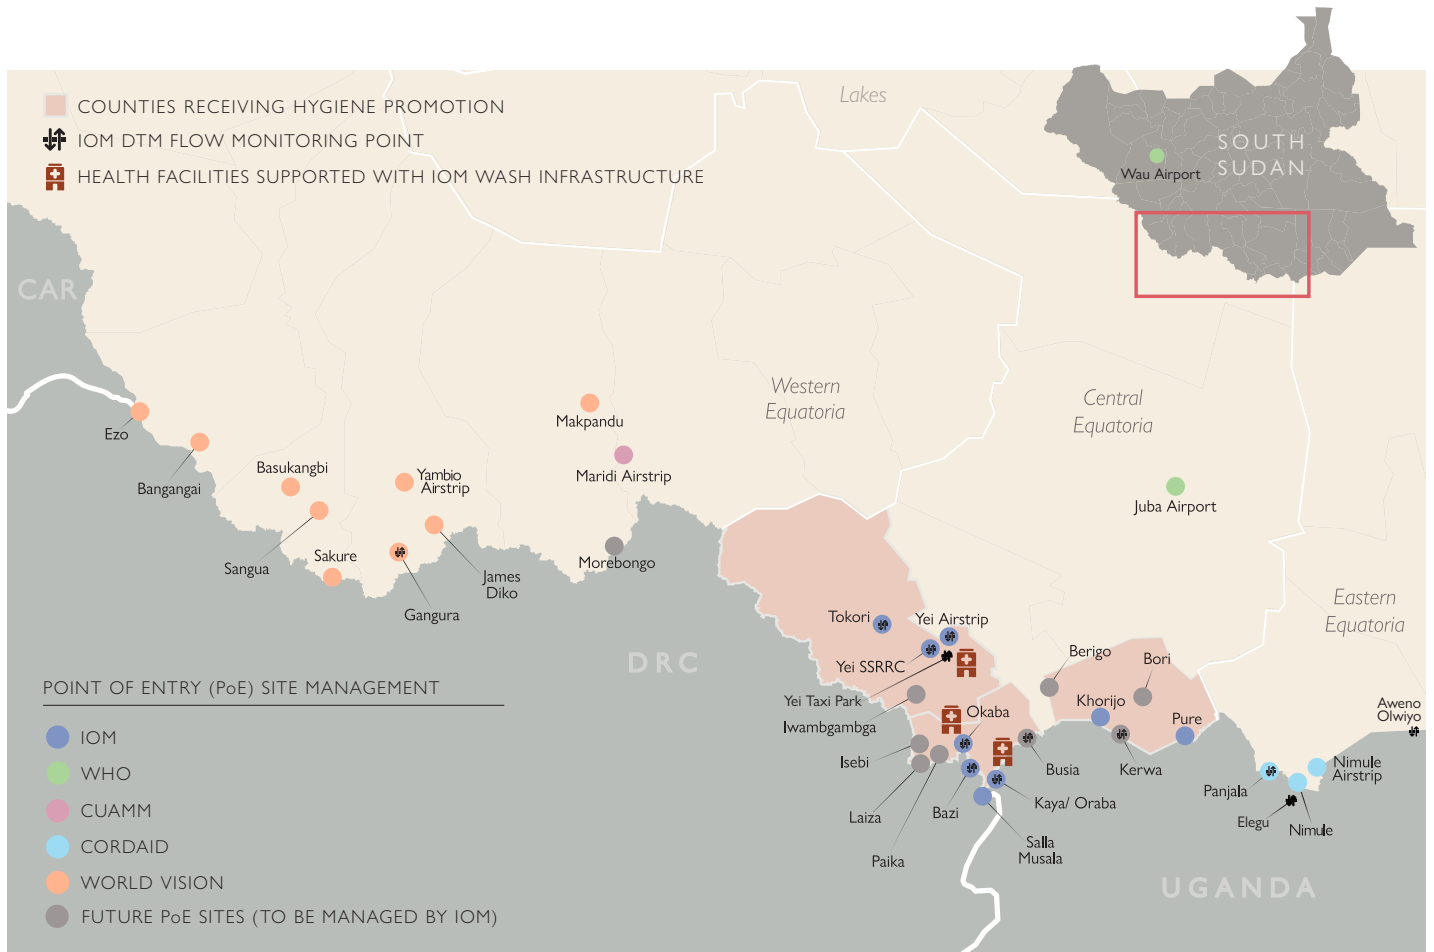 COUNTIES RECEIVING HYGIENE PROMOTION
IOM DTM FLOW MONITORING POINT
HEALTH FACILITIES SUPPORTED WITH IOM WASH INFRASTRUCTURE
Lakes
SOUTH
SUDAN
Wau Airport
CAR
Western
Equatoria
Central
Equatoria
Eastern
Equatoria
Ezo
Bangangai
Basukangbi
Sangua
Sakure
Yambio
Airstrip
Gangura
James
Diko
Makpandu
Maridi Airstrip
Morebongo
Juba Airport
DRC
Tokori
Yei Airstrip
Yei SSRRC
Yei Taxi Park
Iwambgambga
Okaba
Isebi
Laiza
Paika
Bazi
Salla
Musala
Kaya/ Oraba
Busia
Berigo
Bori
Khorijo
Pure
Kerwa
Panjala
Elegu
Nimule
Nimule
Airstrip
Aweno
Olwiyo
UGANDA
POINT OF ENTRY (PoE) SITE MANAGEMENT
IOM
WHO
CUAMM
CORDAID
WORLD VISION
FUTURE PoE SITES (TO BE MANAGED BY IOM)